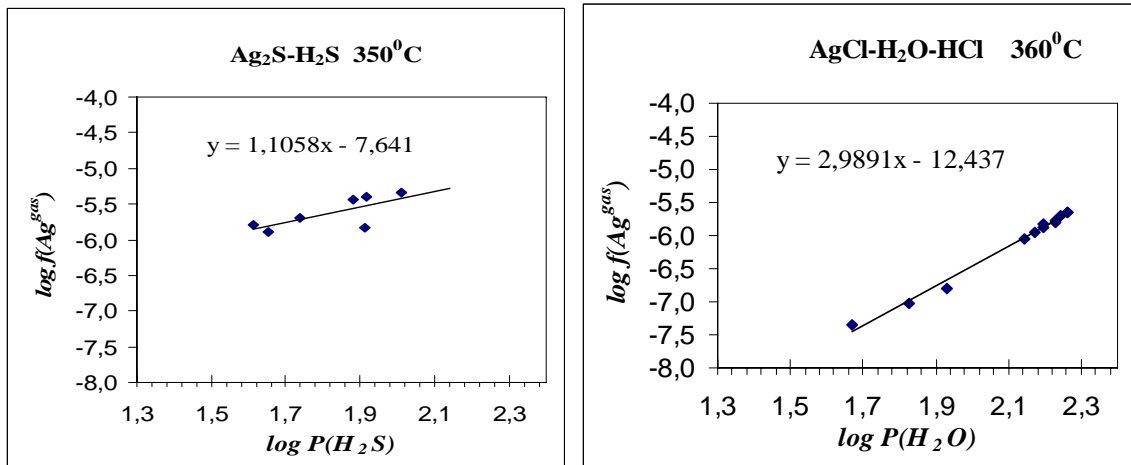 Ag₂S-H₂S 350⁰C
y = 1,1058x - 7,641
log f(Ag^gas)
-4,0
-4,5
-5,0
-5,5
-6,0
-6,5
-7,0
-7,5
-8,0
1,3 1,5 1,7 1,9 2,1 2,3
log P(H₂S)
AgCl-H₂O-HCl 360⁰C
y = 2,9891x - 12,437
log f(Ag^gas)
-4,0
-4,5
-5,0
-5,5
-6,0
-6,5
-7,0
-7,5
-8,0
1,3 1,5 1,7 1,9 2,1 2,3
log P(H₂O)